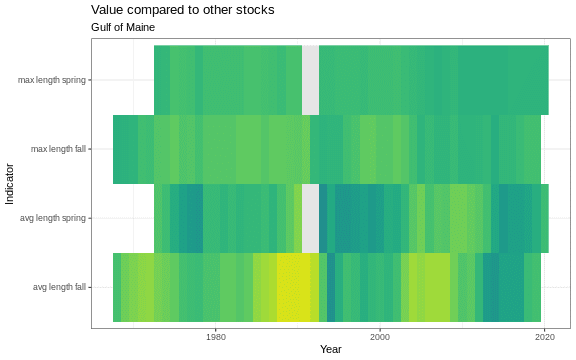 Value compared to other stocks
Gulf of Maine
max length spring
max length fall
avg length spring
avg length fall
Indicator
1980
2000
2020
Year